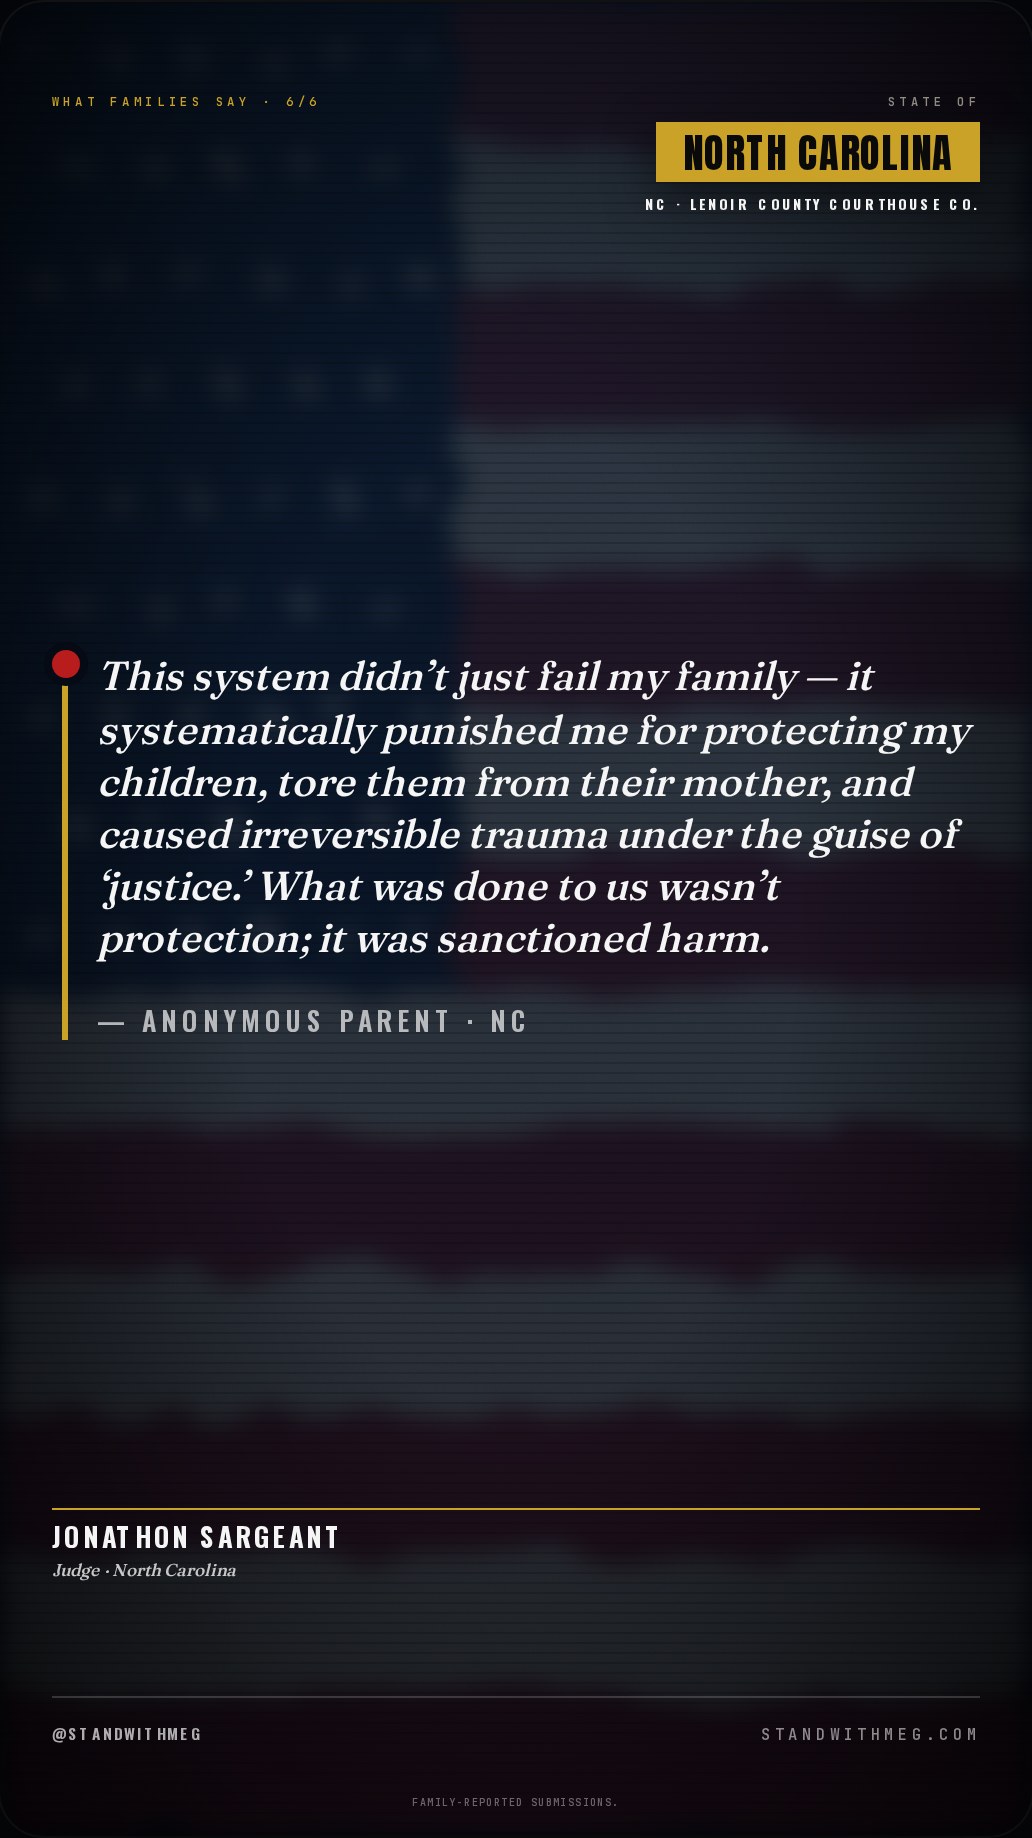 WHAT FAMILIES SAY · 6/6
STATE OF
NORTH CAROLINA
NC · LENOIR COUNTY COURTHOUSE CO.
This system didn’t just fail my family — it
systematically punished me for protecting my
children, tore them from their mother, and
caused irreversible trauma under the guise of
‘justice.’ What was done to us wasn’t
protection; it was sanctioned harm.
— ANONYMOUS PARENT · NC
JONATHON SARGEANT
Judge · North Carolina
@STANDWITHMEG
STANDWITHMEG.COM
FAMILY-REPORTED SUBMISSIONS.